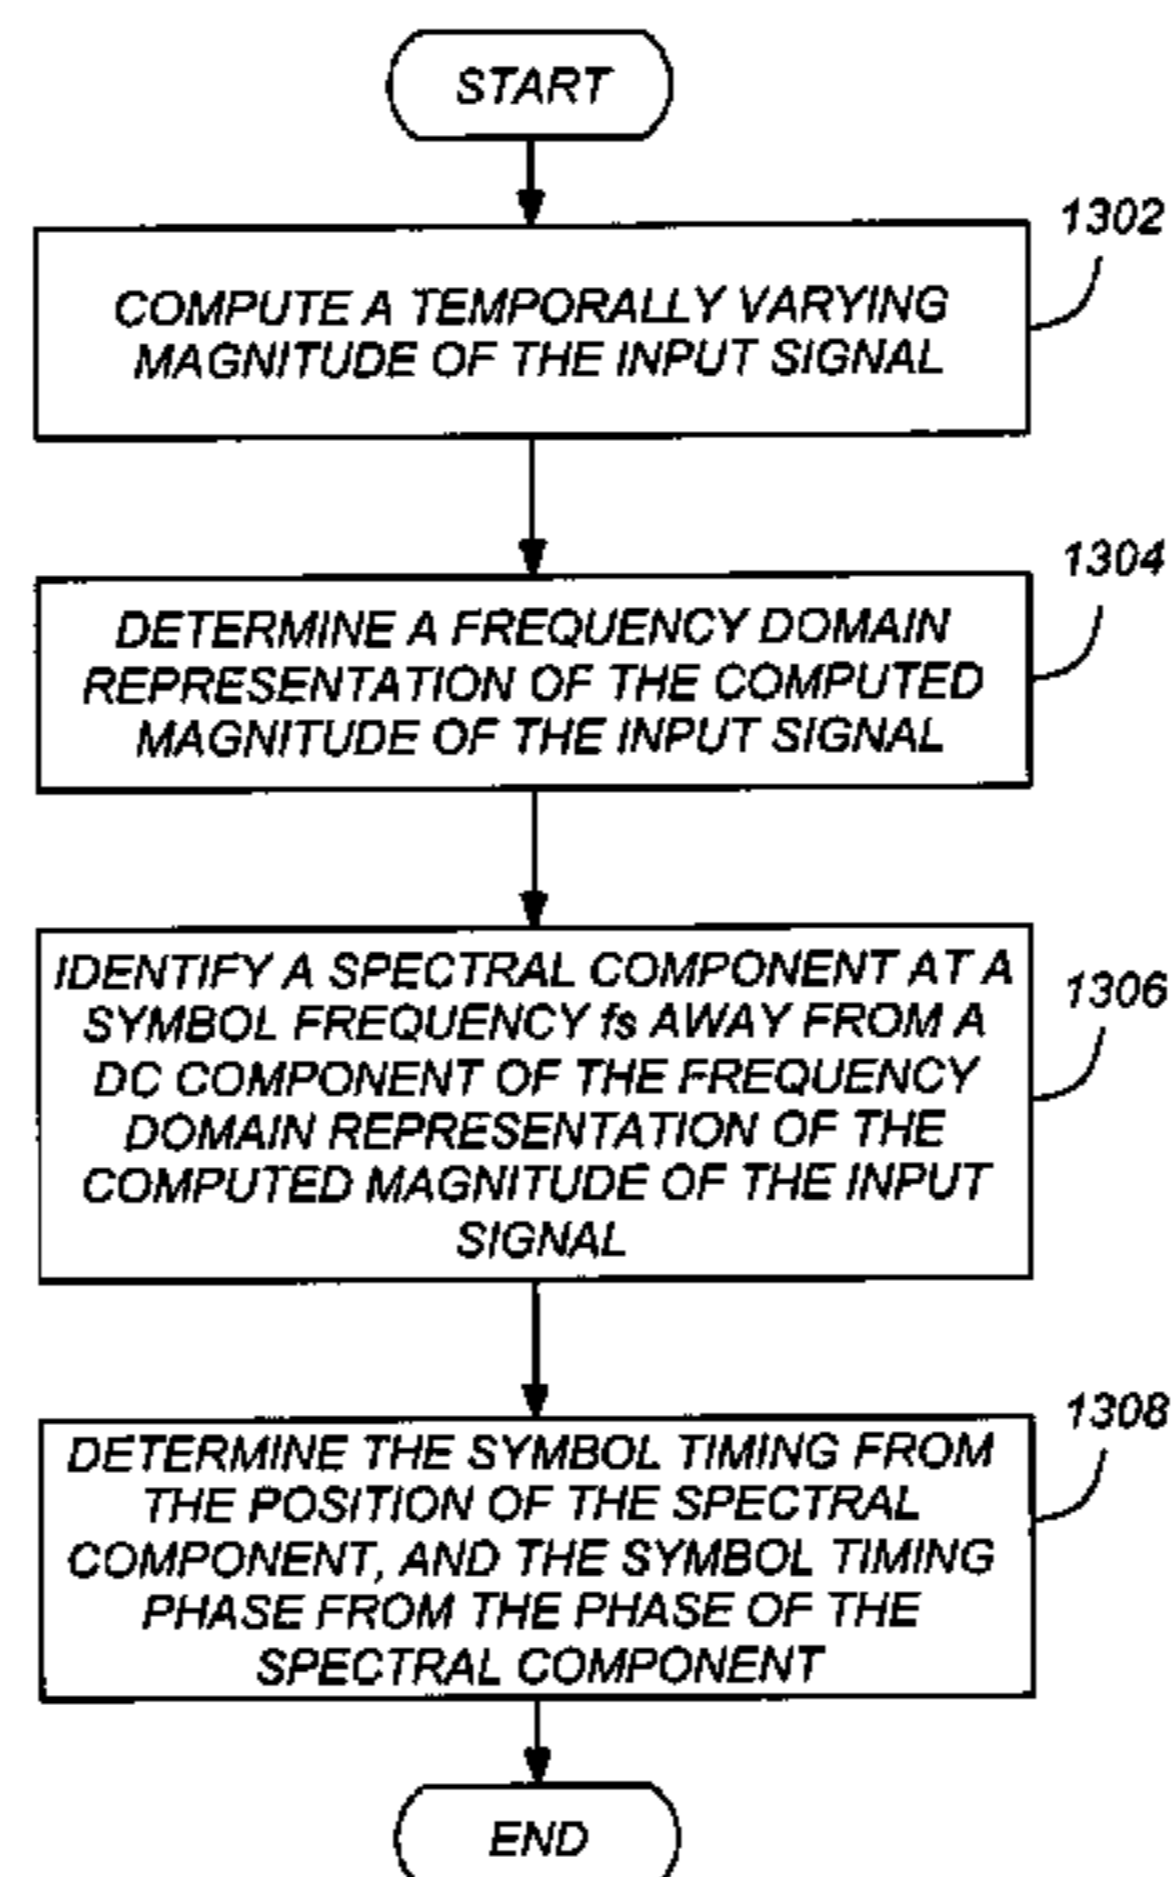 START
1302
COMPUTE A TEMPORALLY VARYING
MAGNITUDE OF THE INPUT SIGNAL
1304
DETERMINE A FREQUENCY DOMAIN
REPRESENTATION OF THE COMPUTED
MAGNITUDE OF THE INPUT SIGNAL
1306
IDENTIFY A SPECTRAL COMPONENT AT A
SYMBOL FREQUENCY fs AWAY FROM A
DC COMPONENT OF THE FREQUENCY
DOMAIN REPRESENTATION OF THE
COMPUTED MAGNITUDE OF THE INPUT
SIGNAL
1308
DETERMINE THE SYMBOL TIMING FROM
THE POSITION OF THE SPECTRAL
COMPONENT, AND THE SYMBOL TIMING
PHASE FROM THE PHASE OF THE
SPECTRAL COMPONENT
END